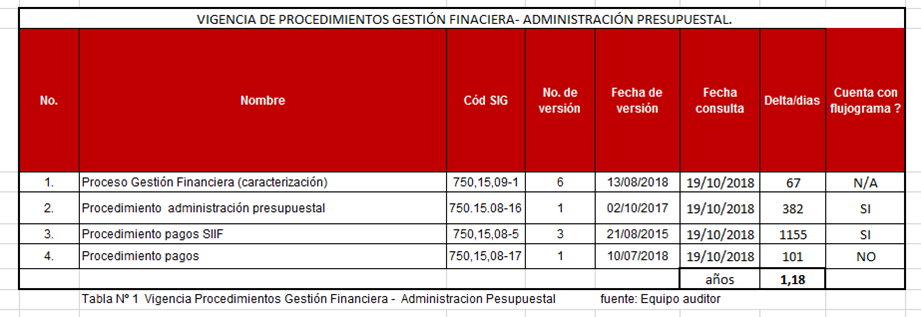 VIGENCIA DE PROCEDIMIENTOS GESTIÓN FINACIERA- ADMINISTRACIÓN PRESUPUESTAL.
No. Nombre Cód SIG No. de versión Fecha de versión Fecha consulta Delta/dias Cuenta con flujograma ?
1. Proceso Gestión Financiera (caracterización) 750,15,09-1 6 13/08/2018 19/10/2018 67 N/A
2. Procedimiento administración presupuestal 750.15.08-16 1 02/10/2017 19/10/2018 382 SI
3. Procedimiento pagos SIIF 750,15,08-5 3 21/08/2015 19/10/2018 1155 SI
4. Procedimiento pagos 750,15,08-17 1 10/07/2018 19/10/2018 101 NO
años 1,18
Tabla Nº 1 Vigencia Procedimientos Gestión Financiera - Administracion Pesupuestal fuente: Equipo auditor